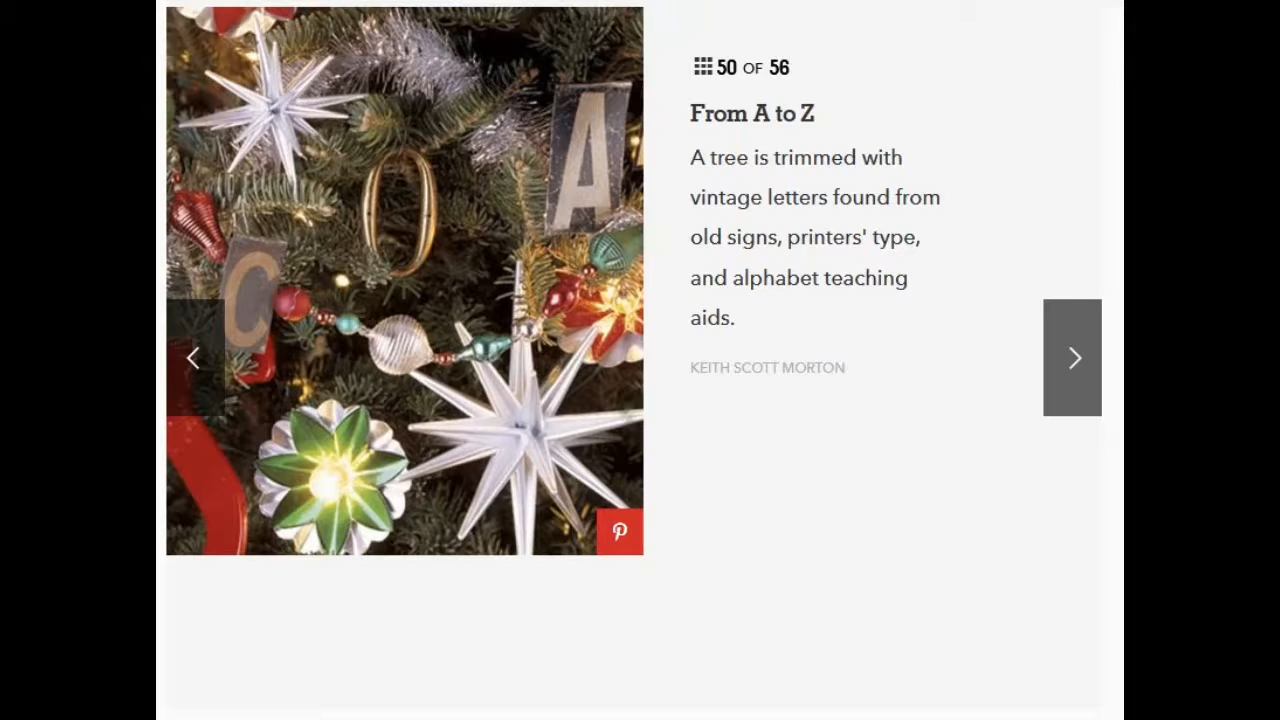 A
O
C
50 OF 56
From A to Z
A tree is trimmed with
vintage letters found from
old signs, printers' type,
and alphabet teaching
aids.
KEITH SCOTT MORTON